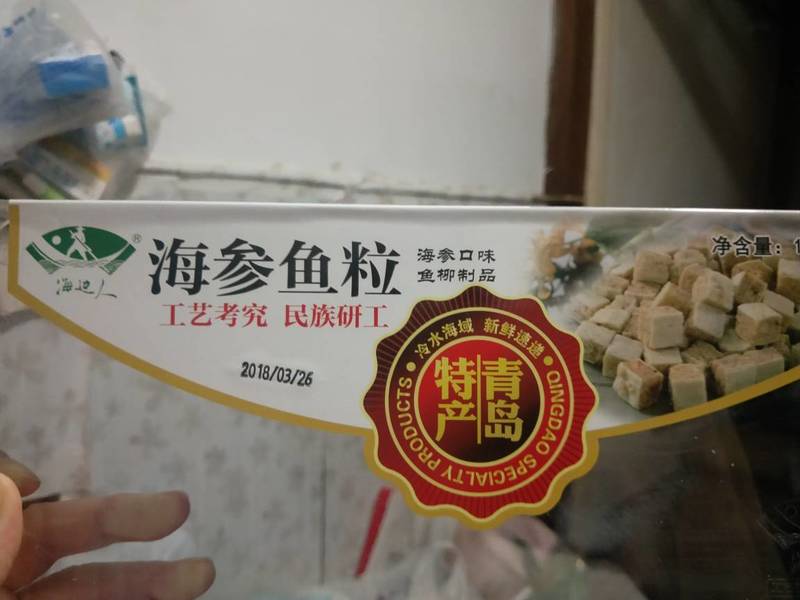 海边人
®
海参鱼粒
海参口味
鱼柳制品
净含量：1
工艺考究 民族研工
2018/03/26
冷水海域 新鲜速递
青岛
特产
QINGDAO SPECIALTY PRODUCTS